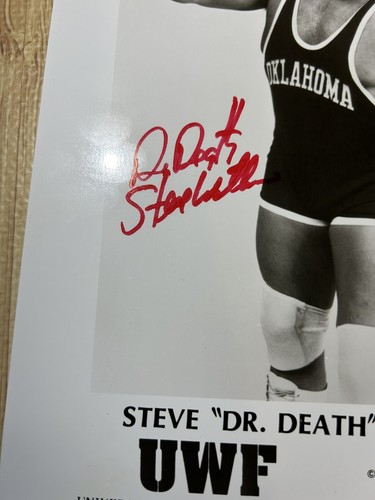 OKLAHOMA
Dr. Death
Steve Williams
STEVE "DR. DEATH"
UWF
©